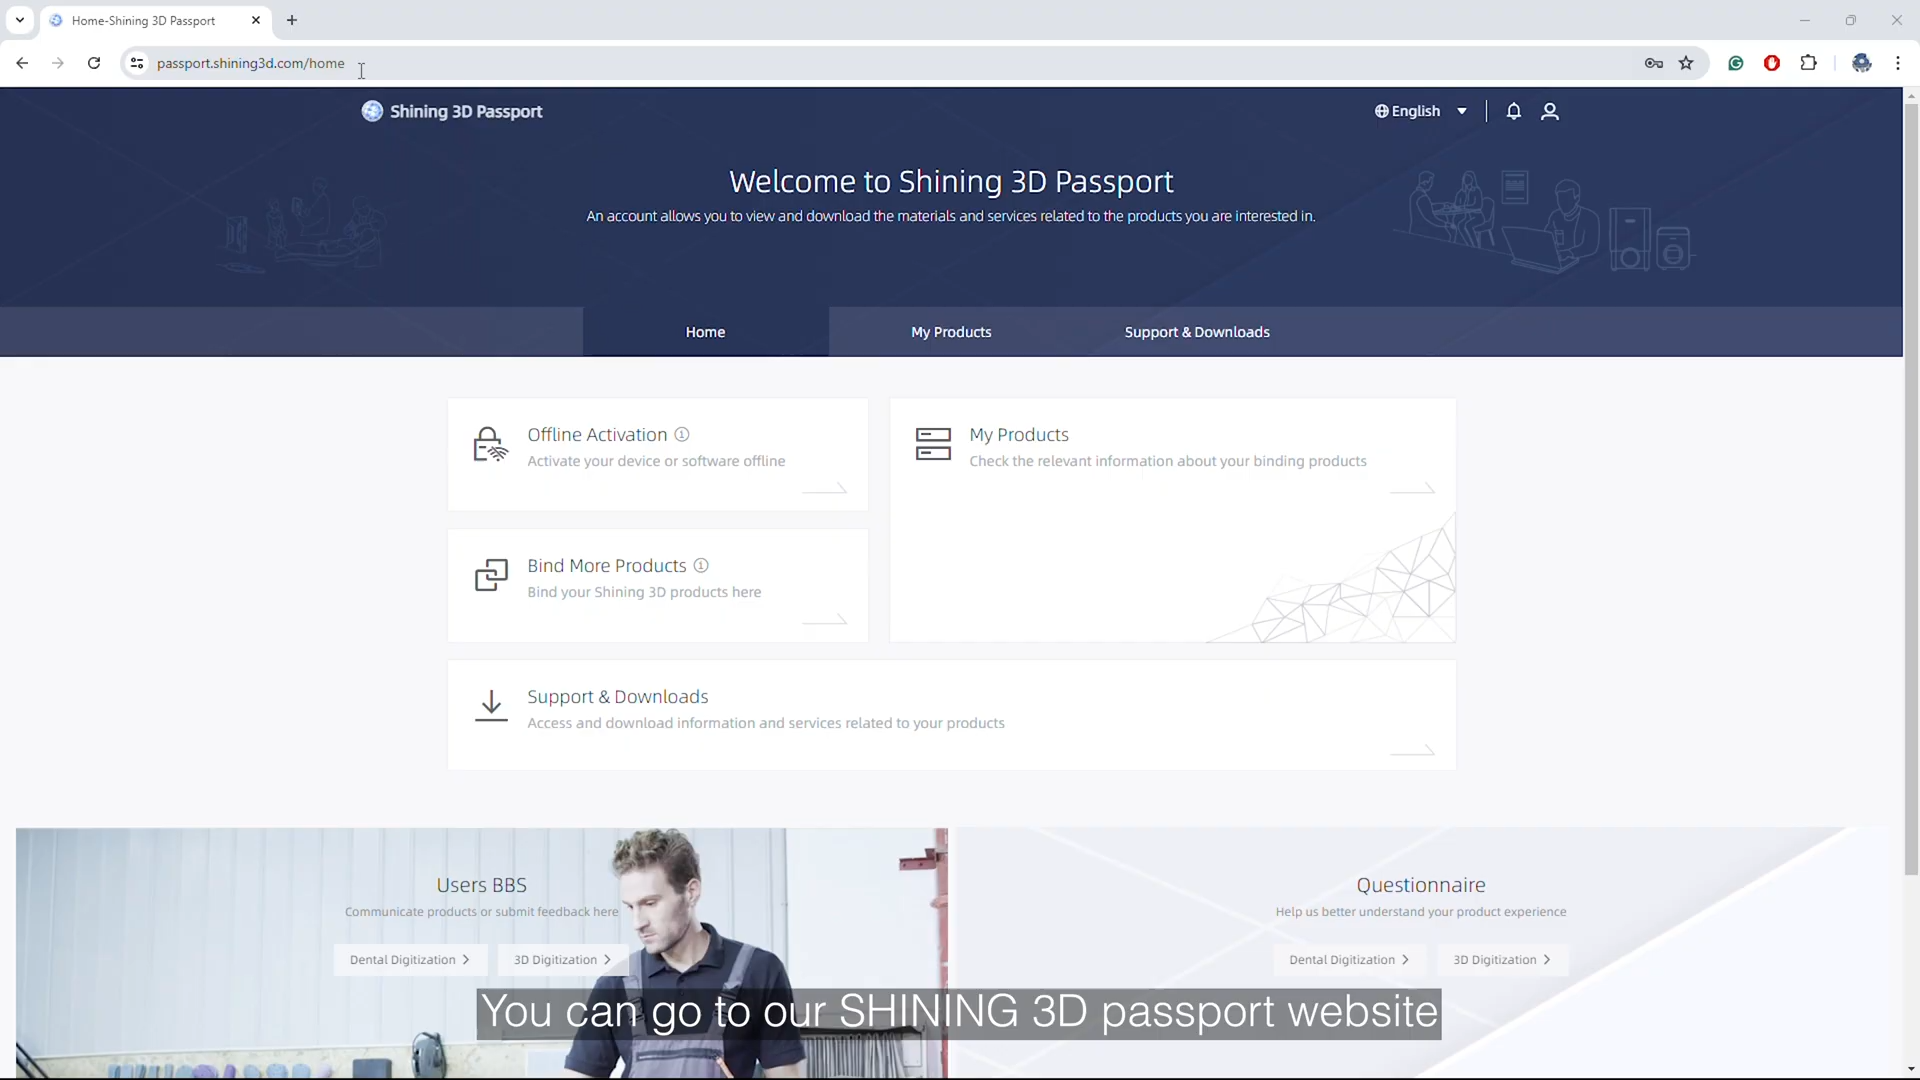 Home-Shining 3D Passport
passport.shining3d.com/home
Shining 3D Passport
English
Welcome to Shining 3D Passport
An account allows you to view and download the materials and services related to the products you are interested in.
Home
My Products
Support & Downloads
Offline Activation
Activate your device or software offline
My Products
Check the relevant information about your binding products
Bind More Products
Bind your Shining 3D products here
Support & Downloads
Access and download information and services related to your products
Users BBS
Communicate products or submit feedback here
Dental Digitization >
3D Digitization >
Questionnaire
Help us better understand your product experience
Dental Digitization >
3D Digitization >
You can go to our SHINING 3D passport website